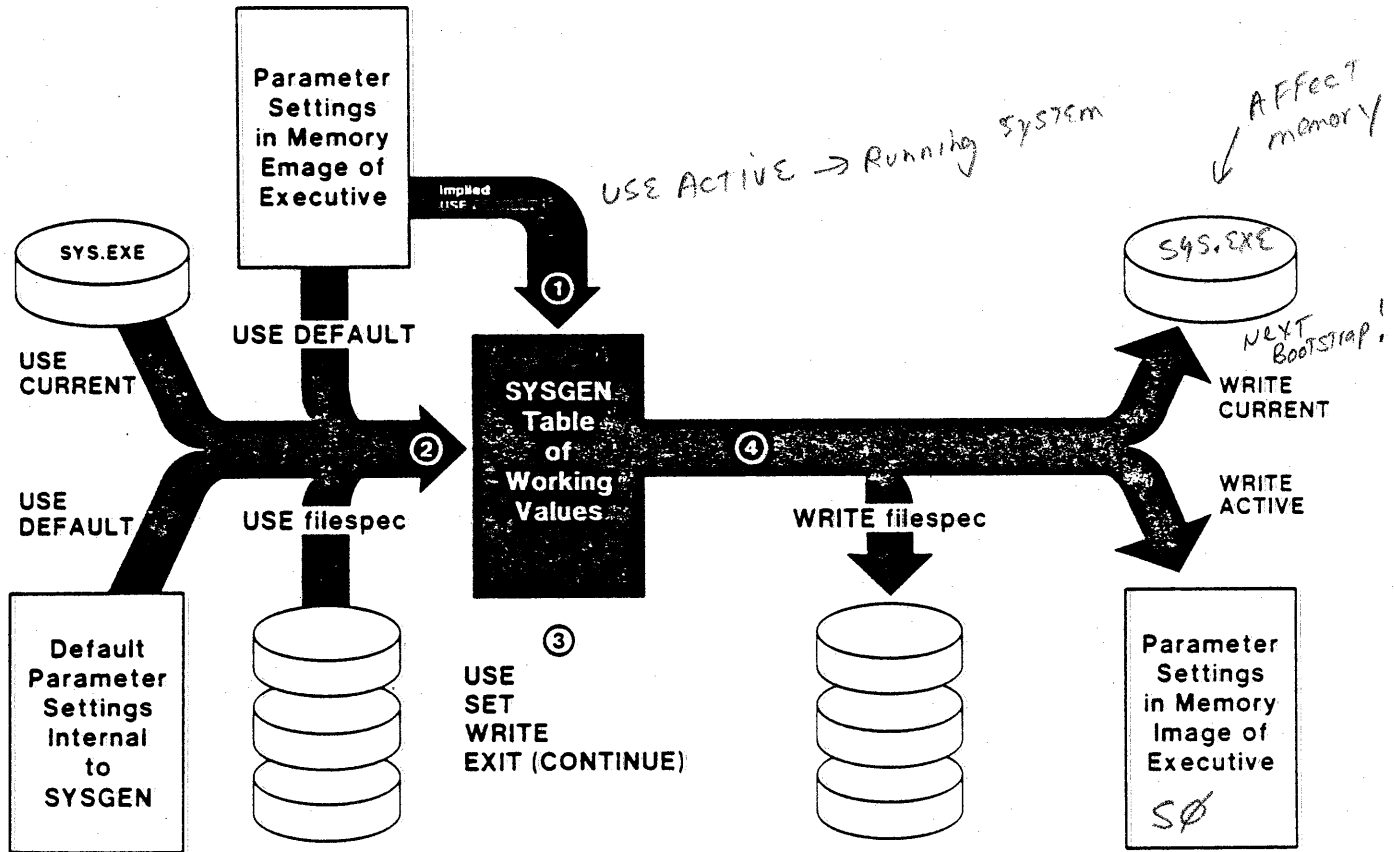 Parameter
Settings
in Memory
Emage of
Executive
Implied
USE
USE ACTIVE → Running System
AFFECT
memory
SYS.EXE
SYS.EXE
①
USE DEFAULT
NEXT
BOOTSTRAP!
USE
CURRENT
WRITE
CURRENT
SYSGEN
Table
of
Working
Values
②
④
USE
DEFAULT
USE filespec
WRITE filespec
WRITE
ACTIVE
Default
Parameter
Settings
Internal
to
SYSGEN
③
USE
SET
WRITE
EXIT (CONTINUE)
Parameter
Settings
in Memory
Image of
Executive
SØ